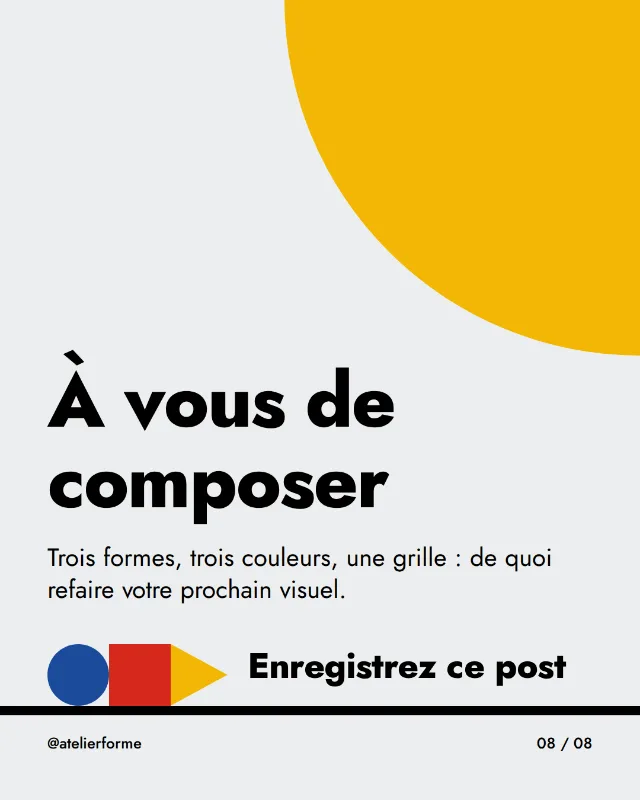 À vous de
composer
Trois formes, trois couleurs, une grille : de quoi
refaire votre prochain visuel.
Enregistrez ce post
@atelierforme
08 / 08